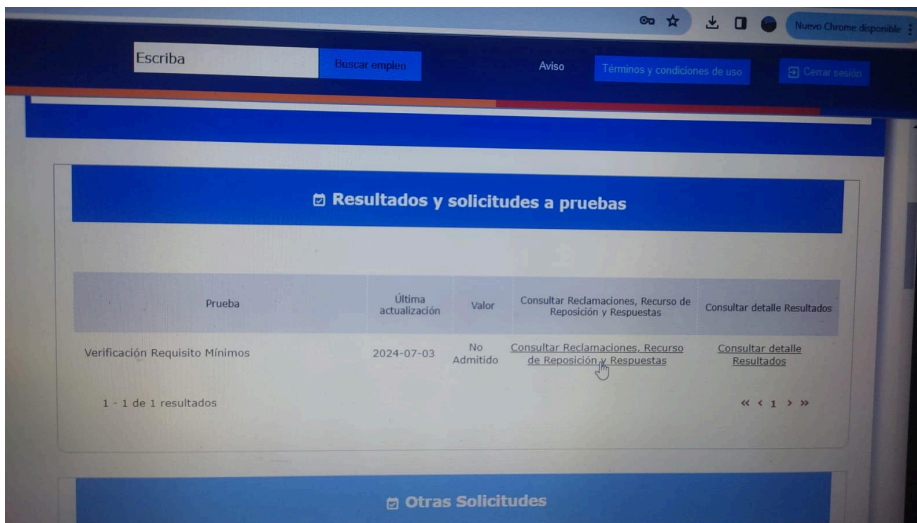 Nuevo Chrome disponible
Escriba
Buscar empleo
Aviso
Términos y condiciones de uso
Cerrar sesión
Resultados y solicitudes a pruebas
Prueba
Última
actualización
Valor
Consultar Reclamaciones, Recurso de
Reposición y Respuestas
Consultar detalle Resultados
Verificación Requisito Mínimos
2024-07-03
No
Admitido
Consultar Reclamaciones, Recurso
de Reposición y Respuestas
Consultar detalle
Resultados
1 - 1 de 1 resultados
« ‹ 1 › »
Otras Solicitudes